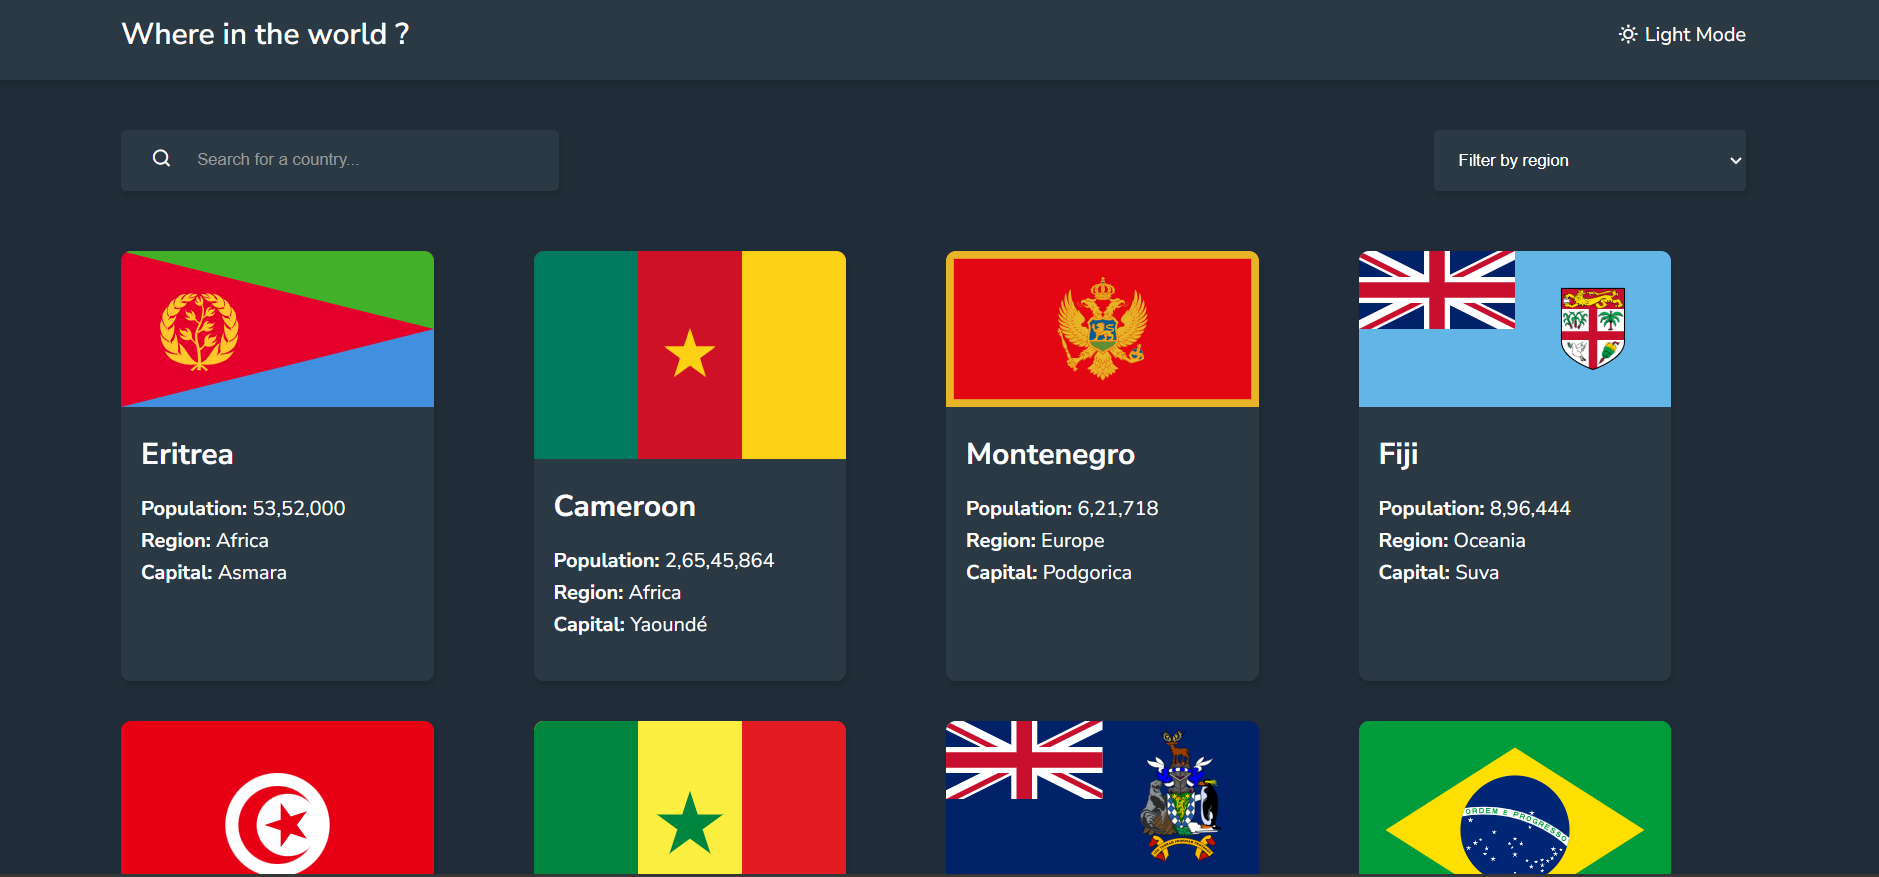 Where in the world ?
Light Mode
Search for a country...
Filter by region
Eritrea
Population: 53,52,000
Region: Africa
Capital: Asmara
Cameroon
Population: 2,65,45,864
Region: Africa
Capital: Yaoundé
Montenegro
Population: 6,21,718
Region: Europe
Capital: Podgorica
Fiji
Population: 8,96,444
Region: Oceania
Capital: Suva
ORDEM E PROGRESSO